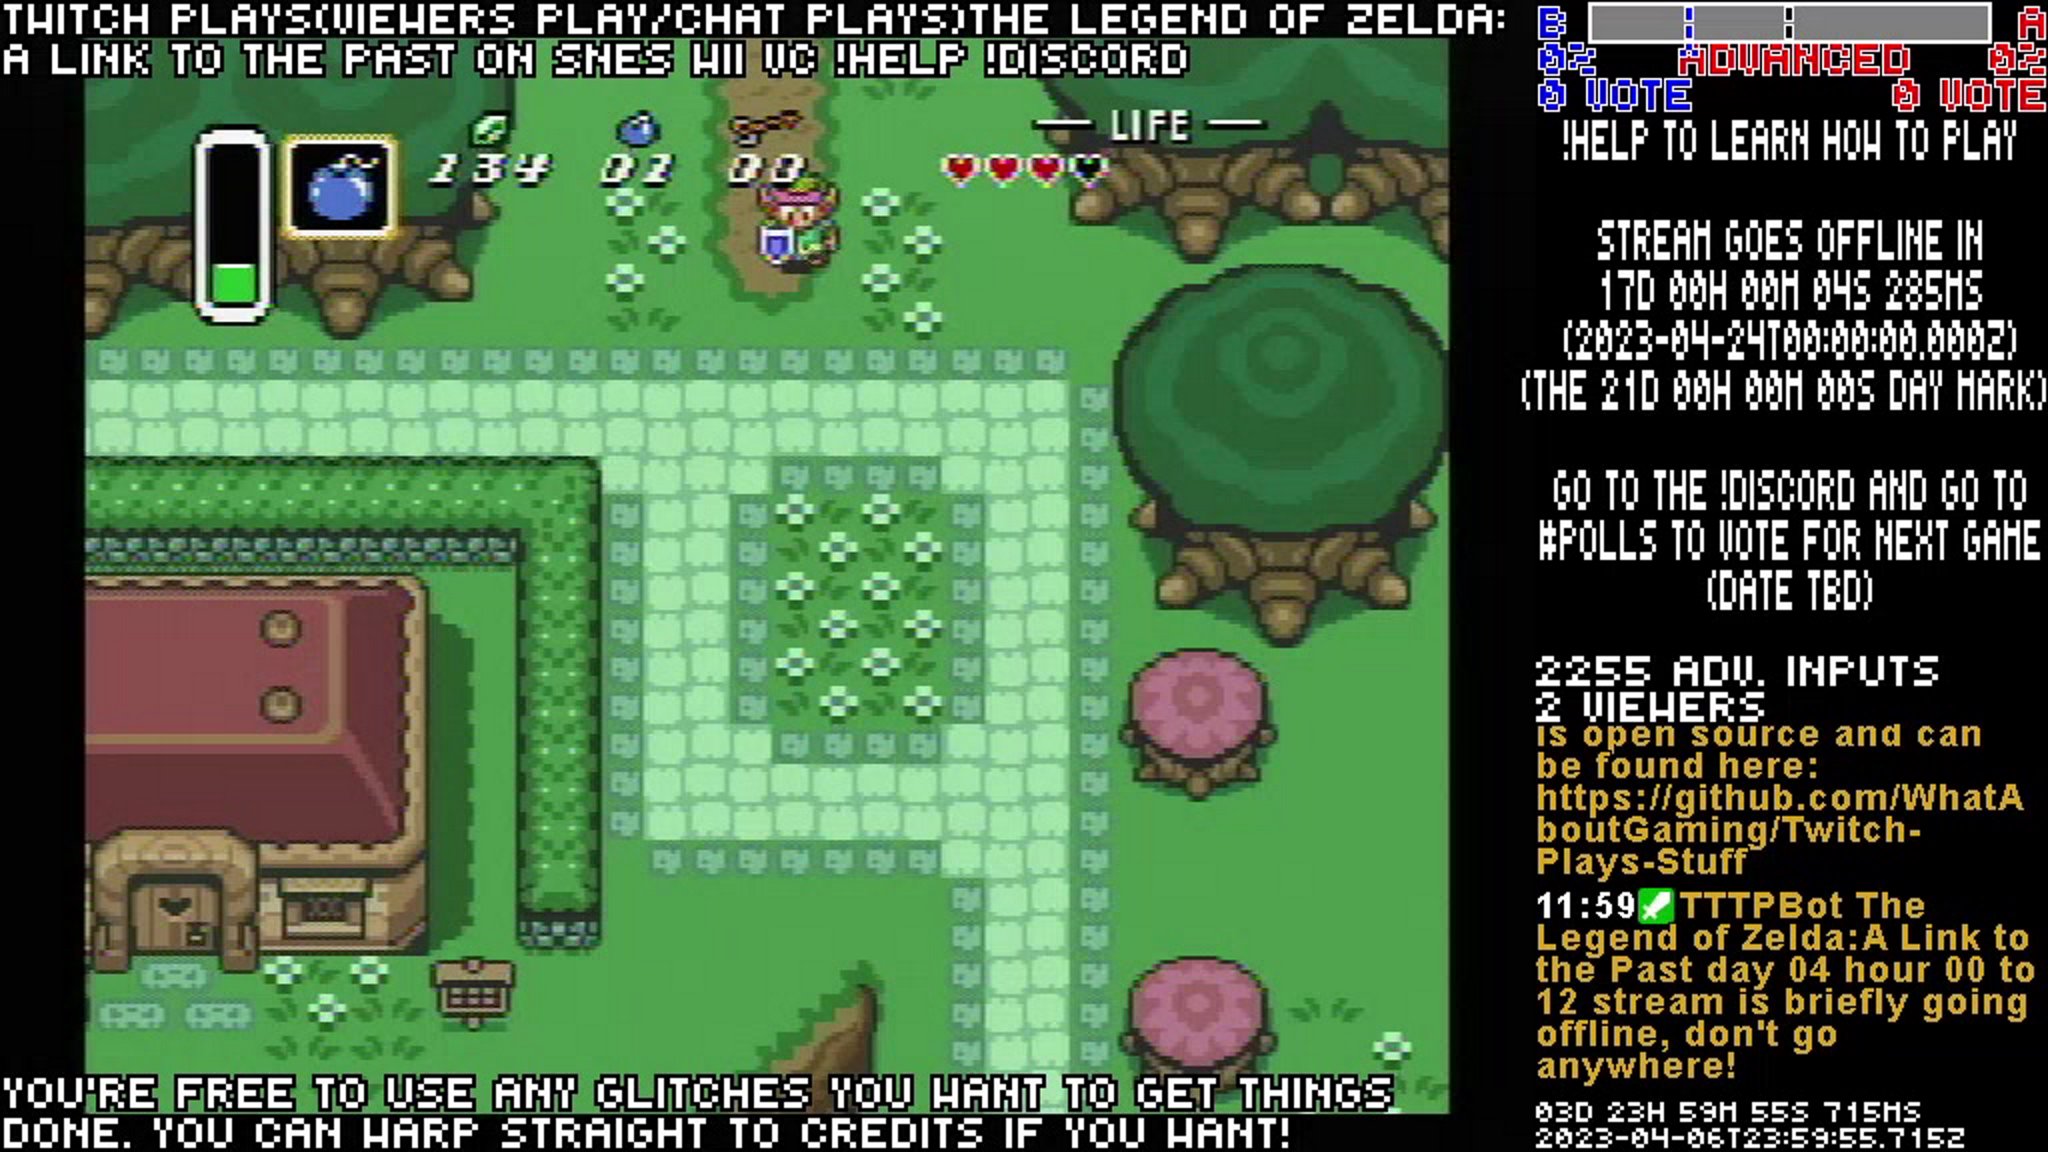 TWITCH PLAYS(VIEWERS PLAY/CHAT PLAYS)THE LEGEND OF ZELDA:
A LINK TO THE PAST ON SNES WII VC !HELP !DISCORD
LIFE
134 01 00
B A
0% ADVANCED 0%
0 VOTE 0 VOTE
!HELP TO LEARN HOW TO PLAY
STREAM GOES OFFLINE IN
17D 00H 00M 04S 285MS
(2023-04-24T00:00:00.000Z)
(THE 21D 00H 00M 00S DAY MARK)
GO TO THE !DISCORD AND GO TO
#POLLS TO VOTE FOR NEXT GAME
(DATE TBD)
2255 ADV. INPUTS
2 VIEWERS
is open source and can
be found here:
https://github.com/WhatA
boutGaming/Twitch-
Plays-Stuff
11:59 TTTPBot The
Legend of Zelda:A Link to
the Past day 04 hour 00 to
12 stream is briefly going
offline, don't go
anywhere!
03D 23H 59M 55S 715MS
2023-04-06T23:59:55.715Z
YOU'RE FREE TO USE ANY GLITCHES YOU WANT TO GET THINGS
DONE. YOU CAN WARP STRAIGHT TO CREDITS IF YOU WANT!